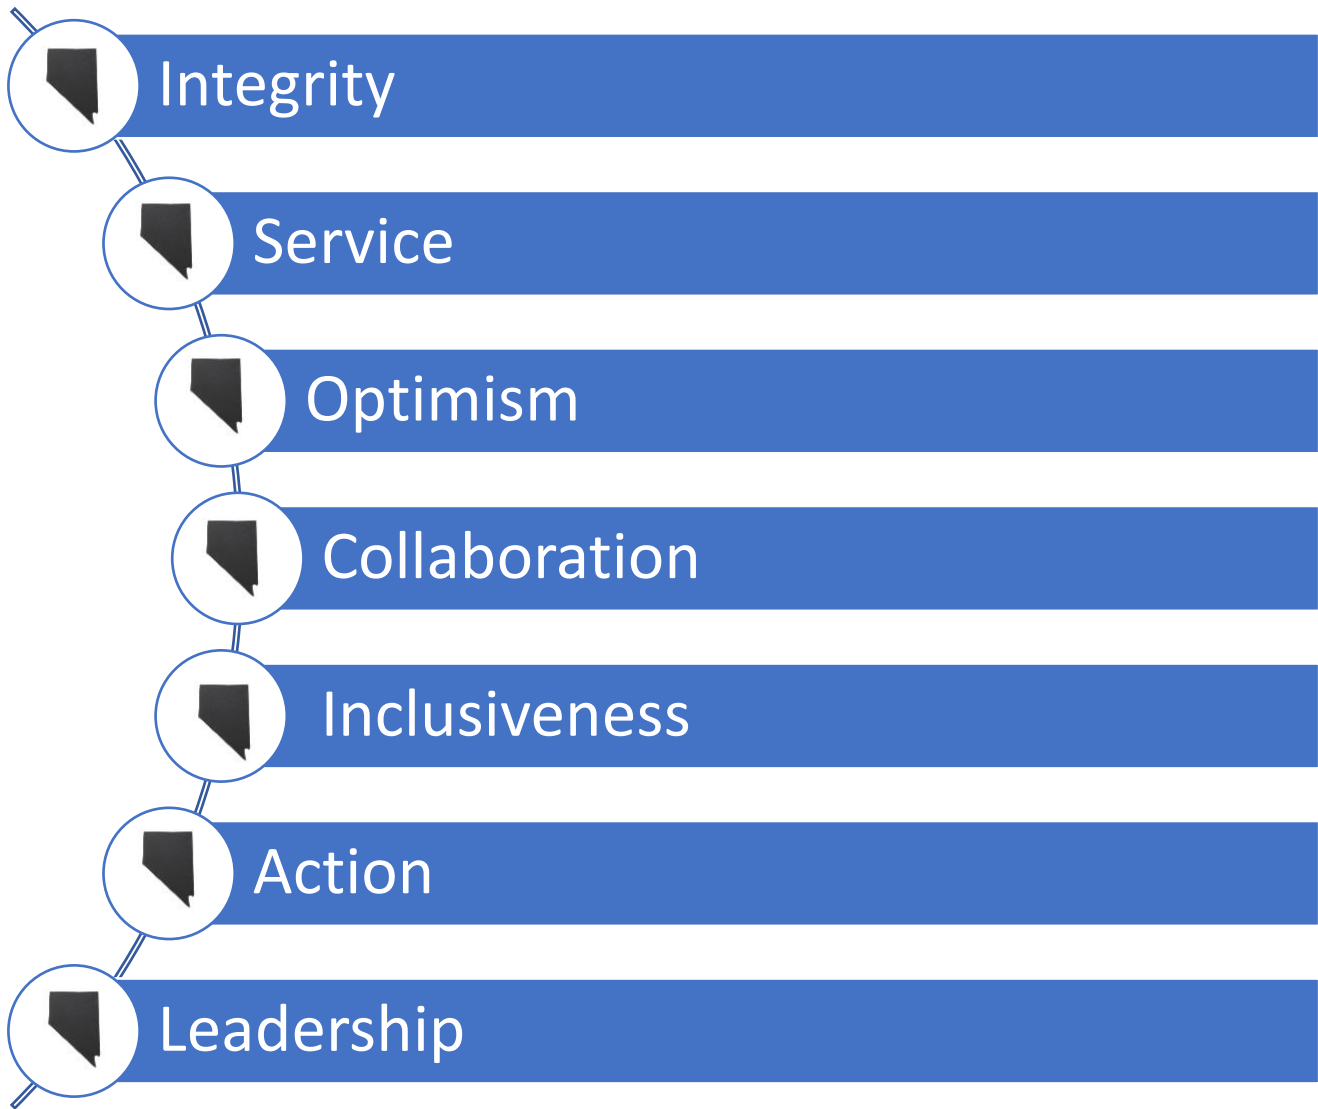 Integrity
Service
Optimism
Collaboration
Inclusiveness
Action
Leadership